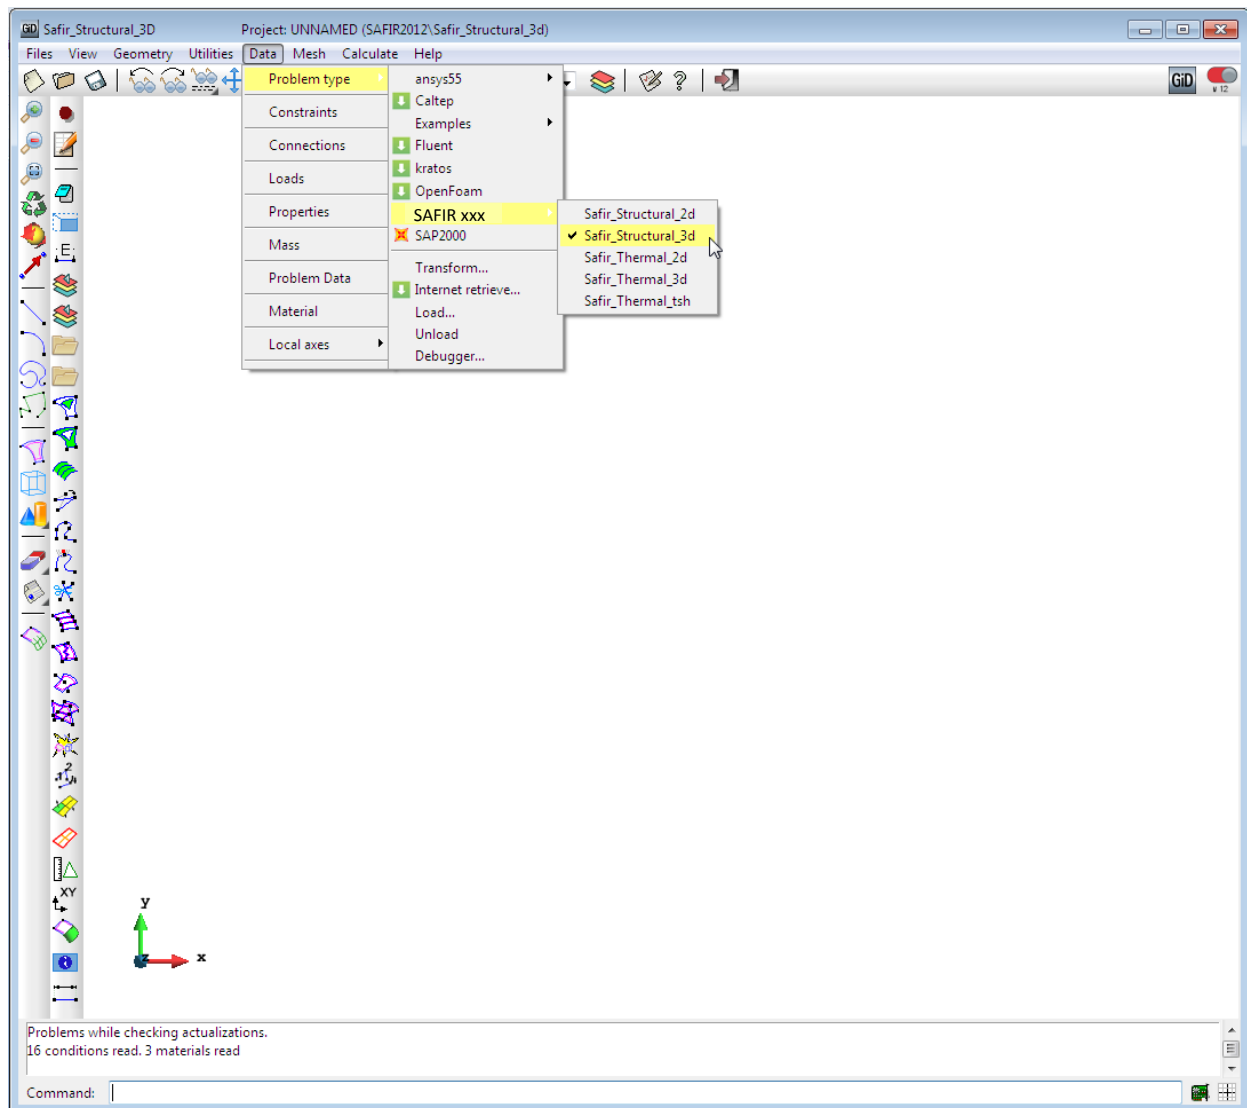 GiD Safir_Structural_3D Project: UNNAMED (SAFIR2012\Safir_Structural_3d)
Files View Geometry Utilities Data Mesh Calculate Help
GiD
v 12
Problem type
Constraints
Connections
Loads
Properties
Mass
Problem Data
Material
Local axes
ansys55
Caltep
Examples
Fluent
kratos
OpenFoam
SAFIR xxx
SAP2000
Transform...
Internet retrieve...
Load...
Unload
Debugger...
Safir_Structural_2d
Safir_Structural_3d
Safir_Thermal_2d
Safir_Thermal_3d
Safir_Thermal_tsh
:E:
XY
y
z
x
Problems while checking actualizations.
16 conditions read. 3 materials read
Command: